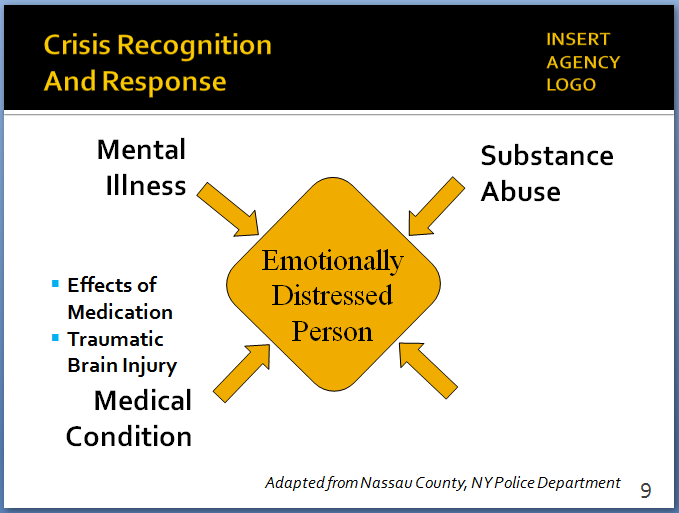 Crisis Recognition
And Response
INSERT
AGENCY
LOGO
Mental
Illness
Substance
Abuse
Emotionally
Distressed
Person
▪ Effects of
Medication
▪ Traumatic
Brain Injury
Medical
Condition
Adapted from Nassau County, NY Police Department
9